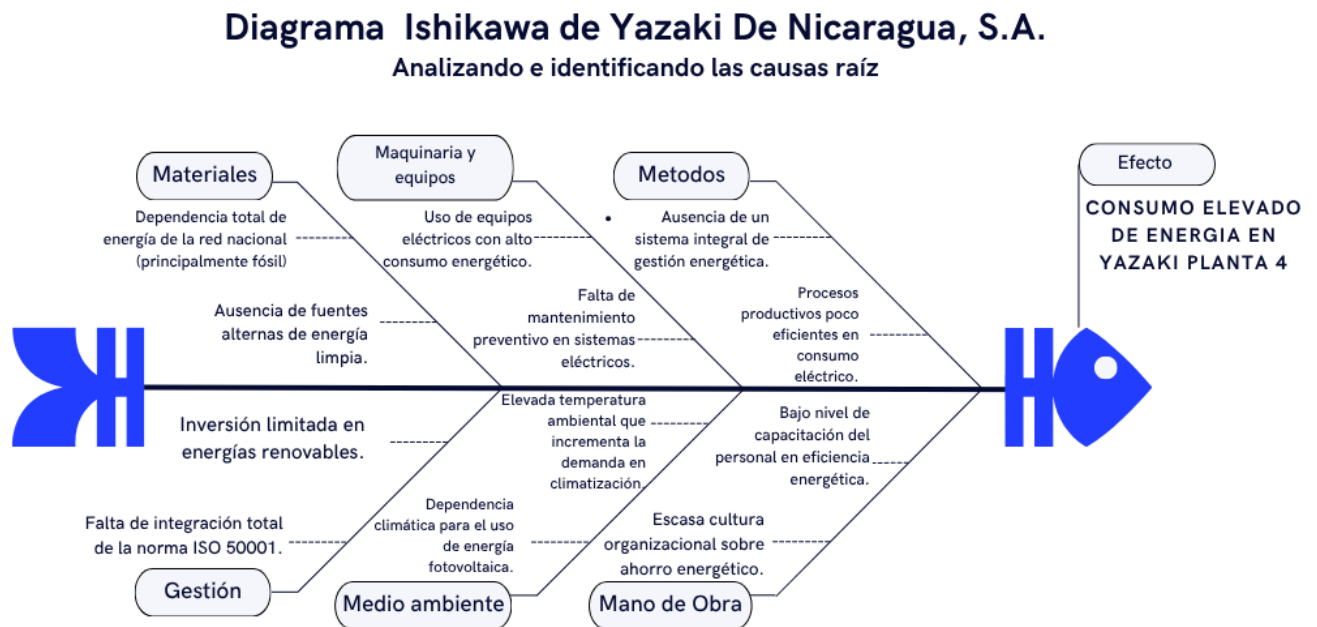 Diagrama Ishikawa de Yazaki De Nicaragua, S.A.
Analizando e identificando las causas raíz
Materiales
Dependencia total de
energía de la red nacional
(principalmente fósil)
Ausencia de fuentes
alternas de energía
limpia.
Maquinaria y
equipos
Uso de equipos
eléctricos con alto
consumo energético.
Falta de
mantenimiento
preventivo en sistemas
eléctricos.
Metodos
• Ausencia de un
sistema integral de
gestión energética.
Procesos
productivos poco
eficientes en
consumo
eléctrico.
Efecto
CONSUMO ELEVADO
DE ENERGIA EN
YAZAKI PLANTA 4
Inversión limitada en
energías renovables.
Falta de integración total
de la norma ISO 50001.
Gestión
Elevada temperatura
ambiental que
incrementa la
demanda en
climatización.
Dependencia
climática para el uso
de energía
fotovoltaica.
Medio ambiente
Bajo nivel de
capacitación del
personal en eficiencia
energética.
Escasa cultura
organizacional sobre
ahorro energético.
Mano de Obra